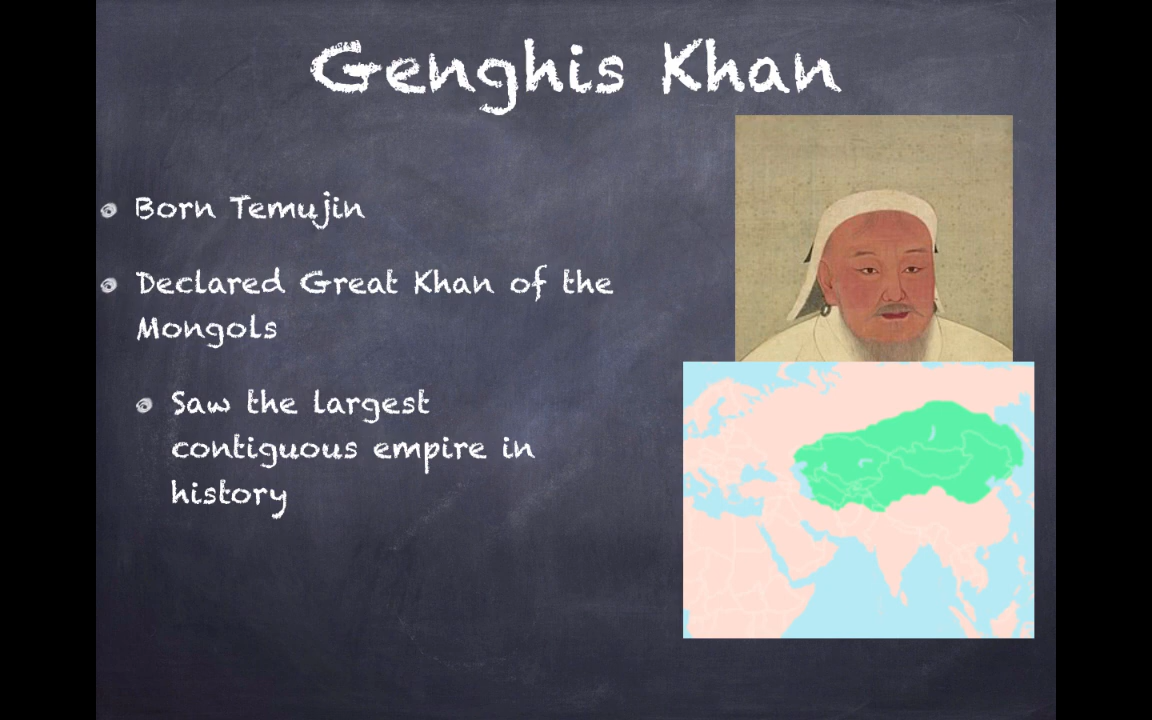 Genghis Khan
Born Temujin
Declared Great Khan of the
Mongols
Saw the largest
contiguous empire in
history